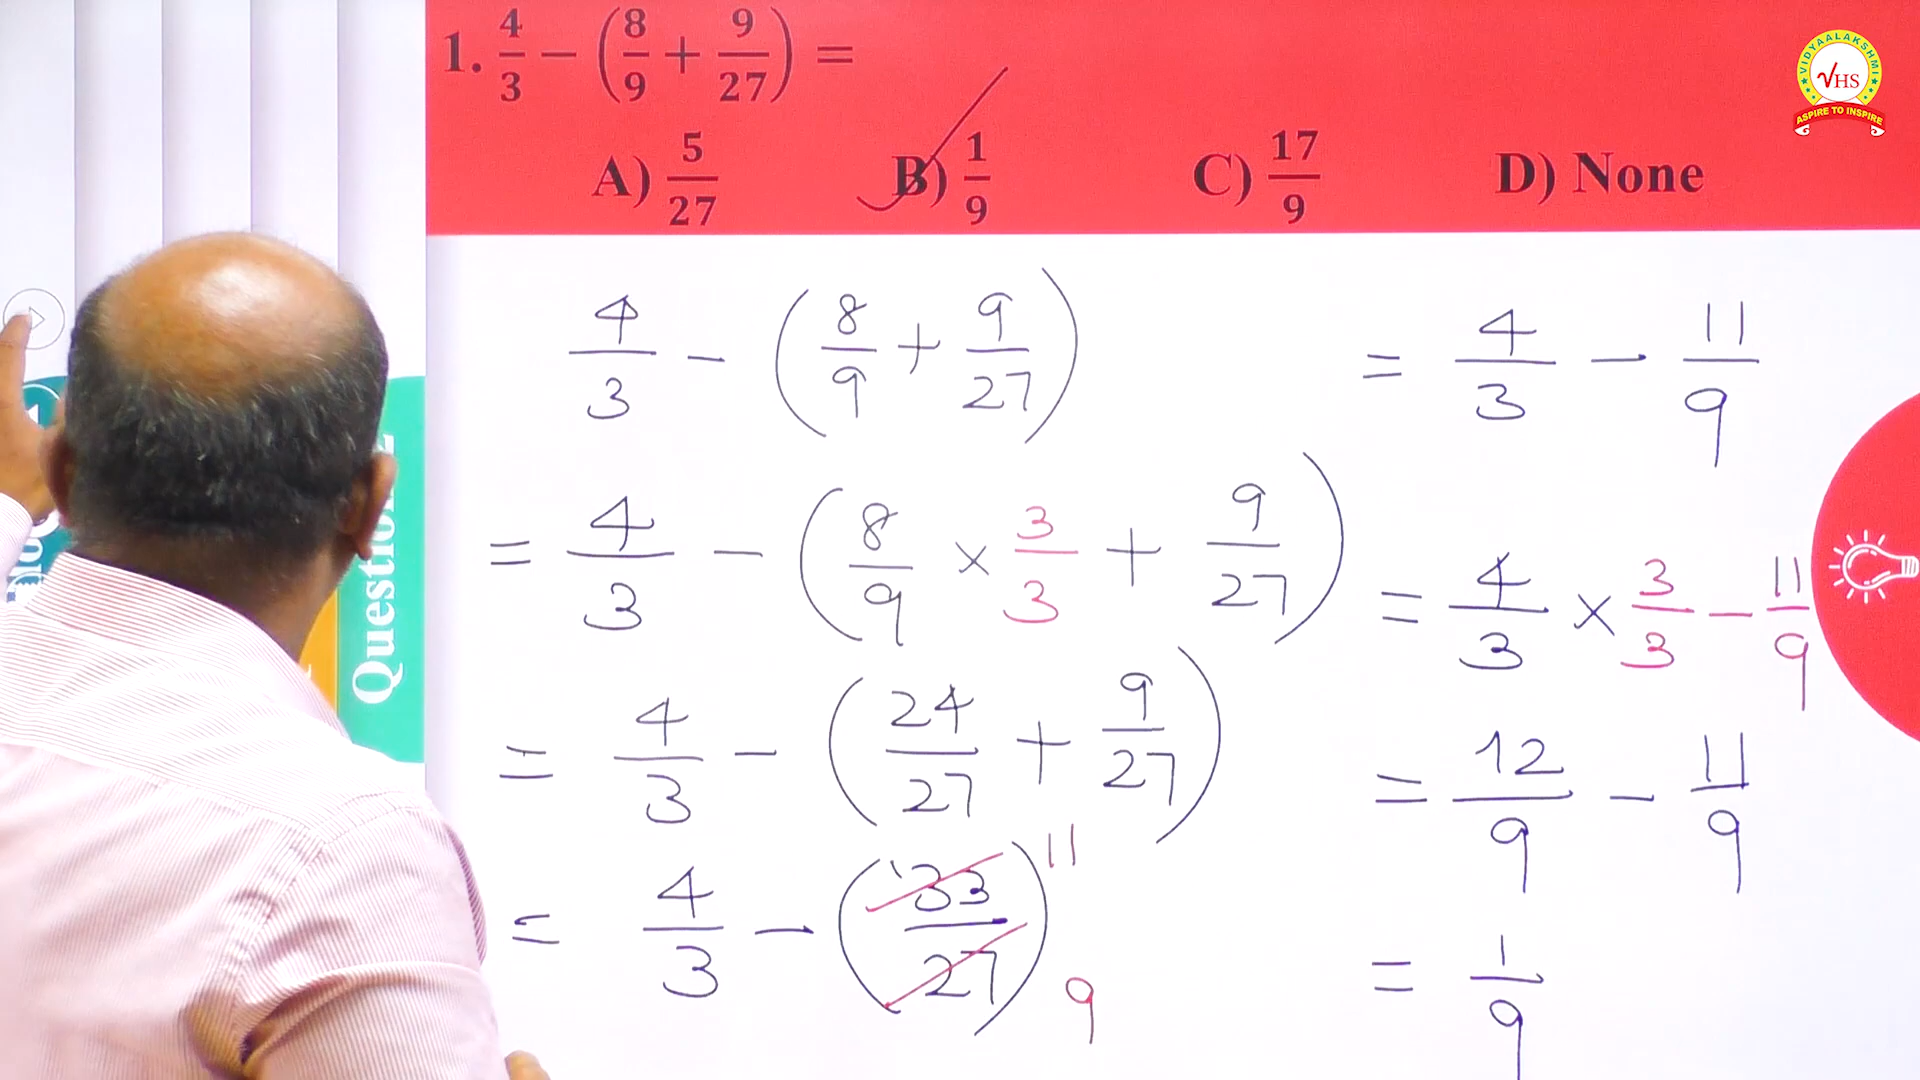 1. 4/3 − (8/9 + 9/27) =
A) 5/27 B) 1/9 C) 17/9 D) None
VIDYAALAKSHMI
VHS
ASPIRE TO INSPIRE
Question
4/3 − (8/9 + 9/27)
= 4/3 − (8/9 × 3/3 + 9/27)
= 4/3 − (24/27 + 9/27)
= 4/3 − (33/27) 11 9
= 4/3 − 11/9
= 4/3 × 3/3 − 11/9
= 12/9 − 11/9
= 1/9